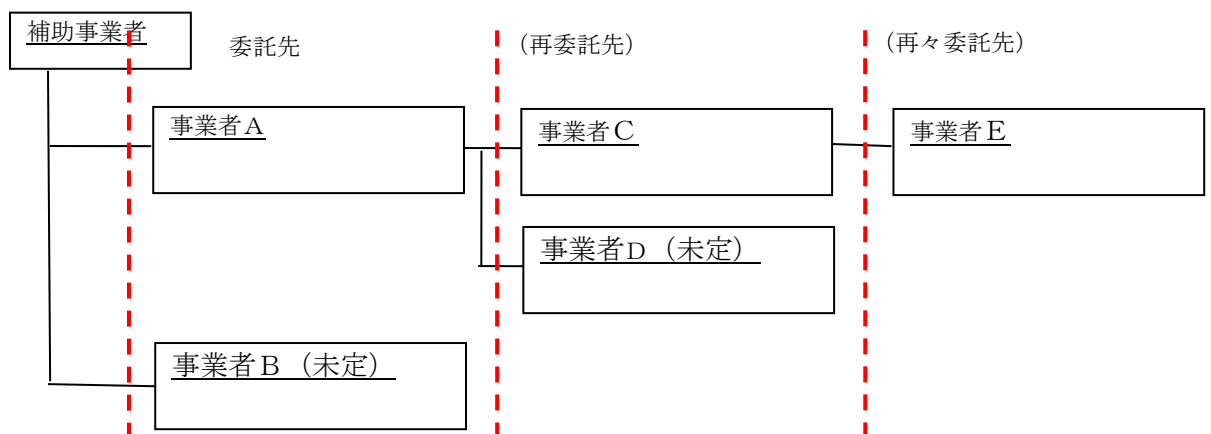 補助事業者
委託先
（再委託先）
（再々委託先）
事業者Ａ
事業者Ｃ
事業者Ｅ
事業者D（未定）
事業者Ｂ（未定）